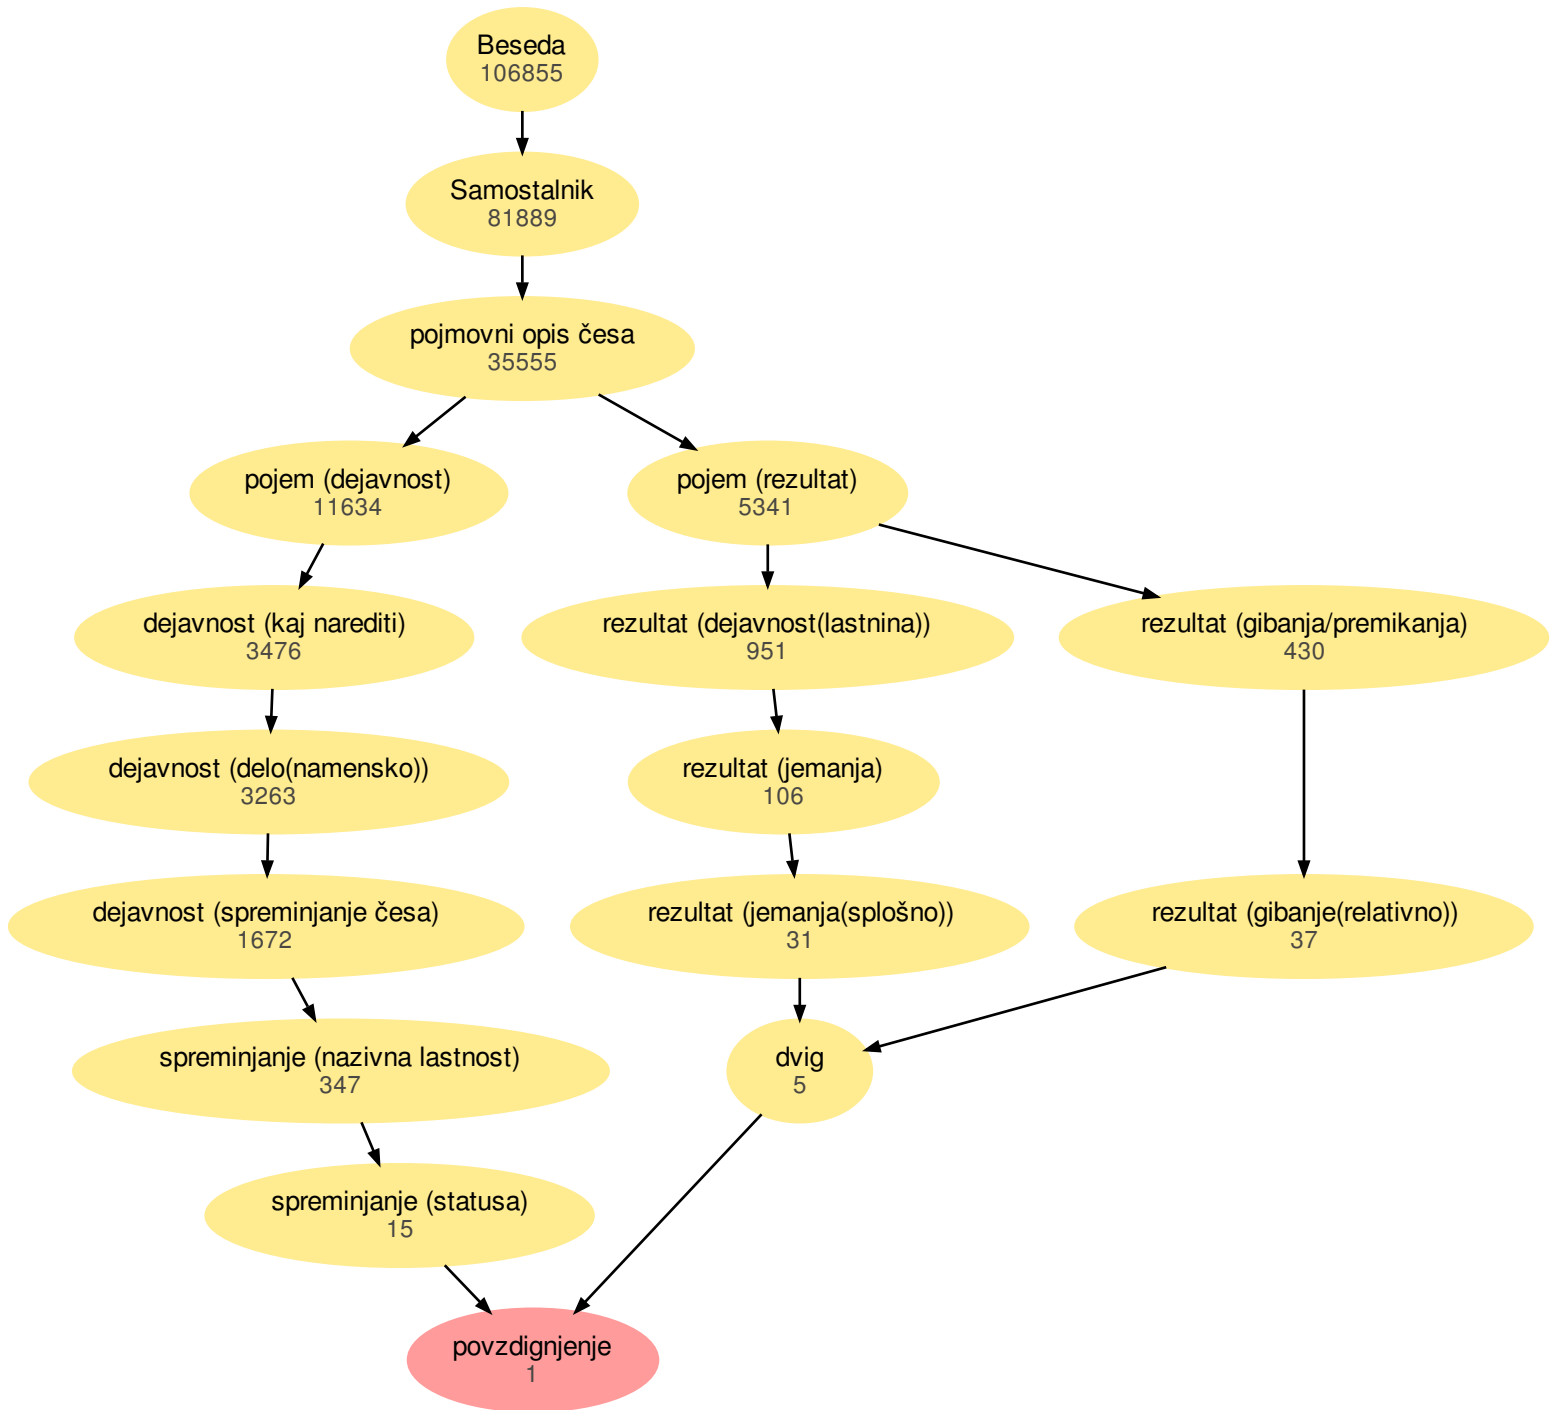 Beseda
106855
Samostalnik
81889
pojmovni opis česa
35555
pojem (dejavnost)
11634
pojem (rezultat)
5341
dejavnost (kaj narediti)
3476
rezultat (dejavnost(lastnina))
951
rezultat (gibanja/premikanja)
430
dejavnost (delo(namensko))
3263
rezultat (jemanja)
106
dejavnost (spreminjanje česa)
1672
rezultat (jemanja(splošno))
31
rezultat (gibanje(relativno))
37
spreminjanje (nazivna lastnost)
347
dvig
5
spreminjanje (statusa)
15
povzdignjenje
1